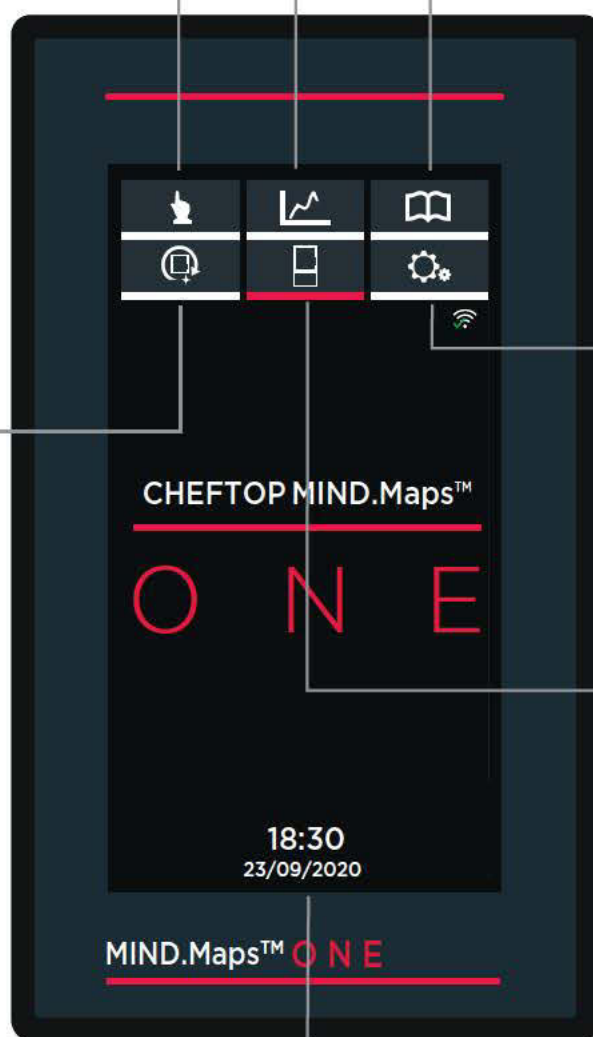 CHEFTOP MIND.Maps™
O N E
18:30
23/09/2020
MIND.Maps™ O N E